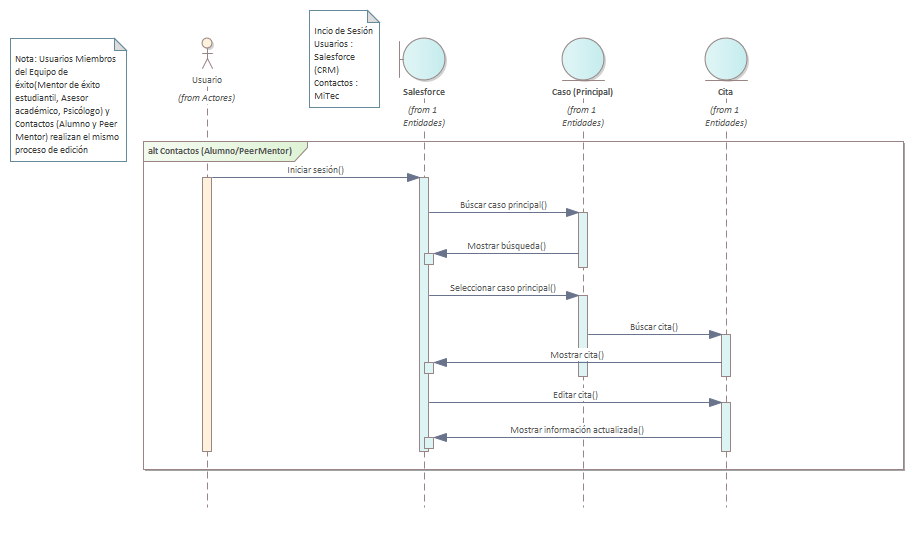 Nota: Usuarios Miembros
del Equipo de
éxito(Mentor de éxito
estudiantil, Asesor
académico, Psicólogo) y
Contactos (Alumno y Peer
Mentor) realizan el mismo
proceso de edición
Usuario
(from Actores)
Incio de Sesión
Usuarios :
Salesforce
(CRM)
Contactos :
MiTec
Salesforce
(from 1
Entidades)
Caso (Principal)
(from 1
Entidades)
Cita
(from 1
Entidades)
alt Contactos (Alumno/PeerMentor)
Iniciar sesión()
Búscar caso principal()
Mostrar búsqueda()
Seleccionar caso principal()
Búscar cita()
Mostrar cita()
Editar cita()
Mostrar información actualizada()